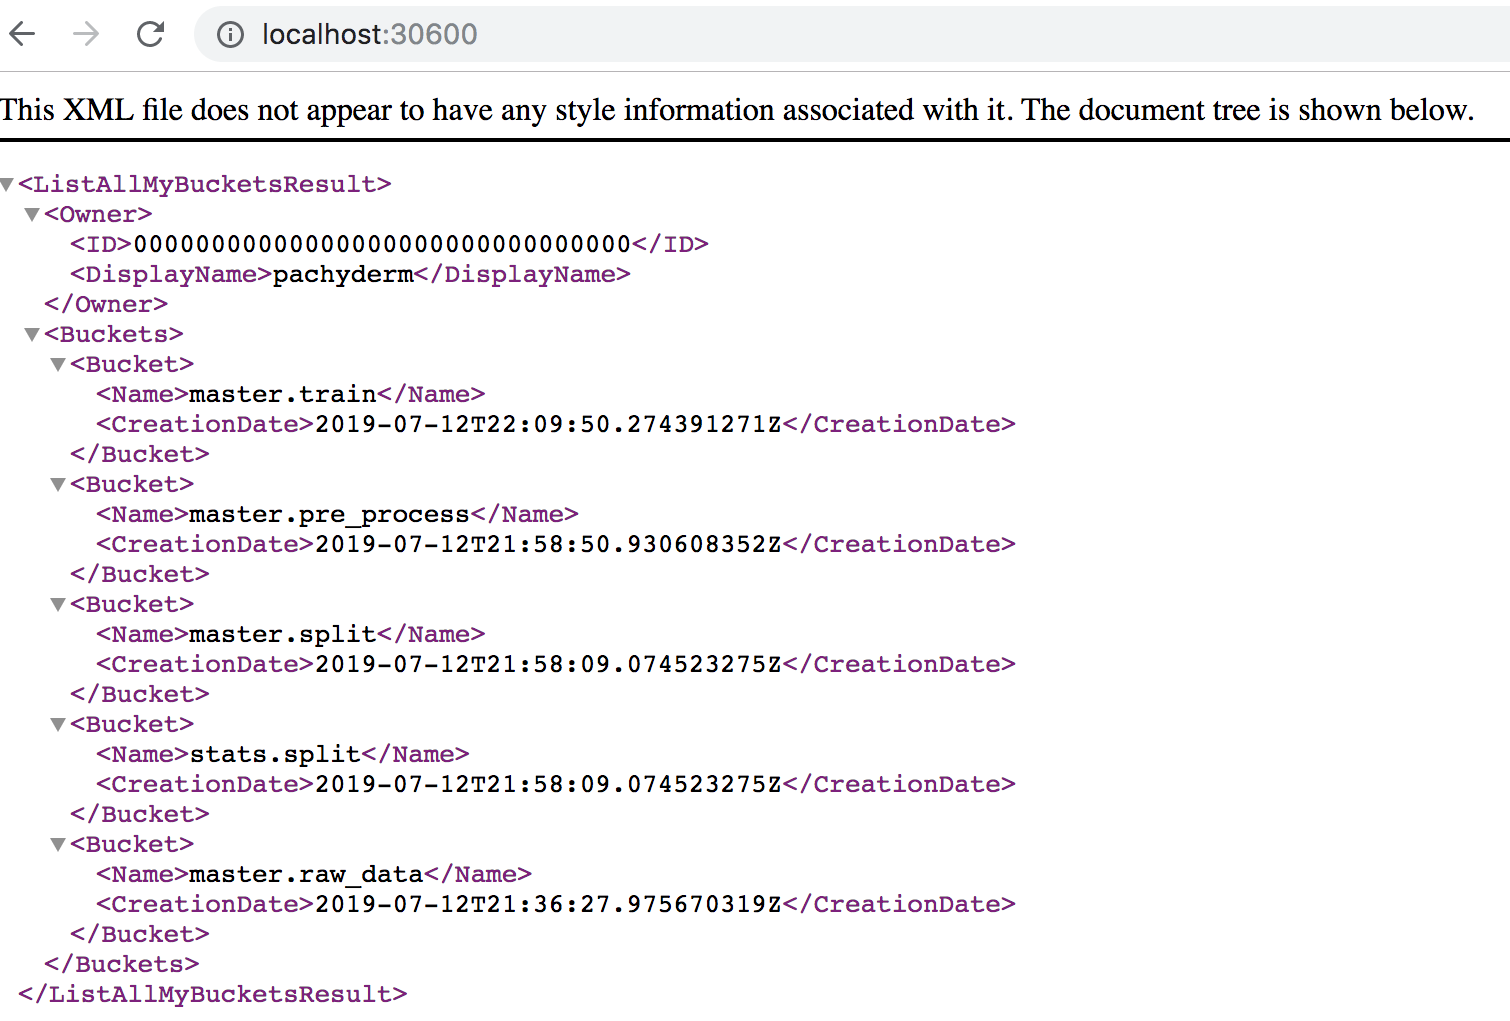 localhost:30600
This XML file does not appear to have any style information associated with it. The document tree is shown below.
<ListAllMyBucketsResult>
<Owner>
<ID>00000000000000000000000000000000</ID>
<DisplayName>pachyderm</DisplayName>
</Owner>
<Buckets>
<Bucket>
<Name>master.train</Name>
<CreationDate>2019-07-12T22:09:50.274391271Z</CreationDate>
</Bucket>
<Bucket>
<Name>master.pre_process</Name>
<CreationDate>2019-07-12T21:58:50.930608352Z</CreationDate>
</Bucket>
<Bucket>
<Name>master.split</Name>
<CreationDate>2019-07-12T21:58:09.074523275Z</CreationDate>
</Bucket>
<Bucket>
<Name>stats.split</Name>
<CreationDate>2019-07-12T21:58:09.074523275Z</CreationDate>
</Bucket>
<Bucket>
<Name>master.raw_data</Name>
<CreationDate>2019-07-12T21:36:27.975670319Z</CreationDate>
</Bucket>
</Buckets>
</ListAllMyBucketsResult>